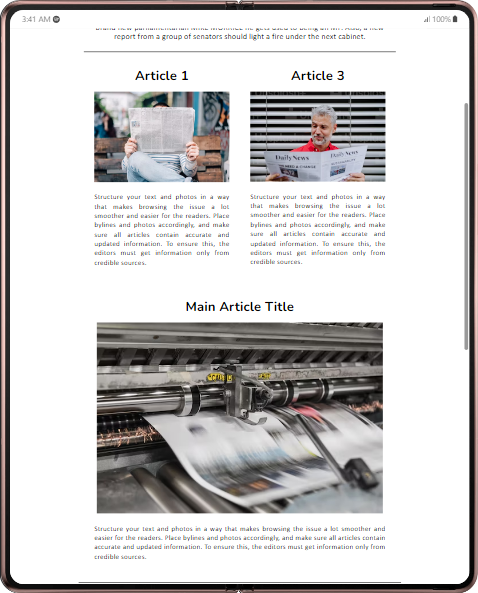 3:41 AM
100%
report from a group of senators should light a fire under the next cabinet.
Article 1
Article 3
Daily News
Daily News
Structure your text and photos in a way
that makes browsing the issue a lot
smoother and easier for the readers. Place
bylines and photos accordingly, and make
sure all articles contain accurate and
updated information. To ensure this, the
editors must get information only from
credible sources.
Structure your text and photos in a way
that makes browsing the issue a lot
smoother and easier for the readers. Place
bylines and photos accordingly, and make
sure all articles contain accurate and
updated information. To ensure this, the
editors must get information only from
credible sources.
Main Article Title
Structure your text and photos in a way that makes browsing the issue a lot smoother and
easier for the readers. Place bylines and photos accordingly, and make sure all articles contain
accurate and updated information. To ensure this, the editors must get information only from
credible sources.